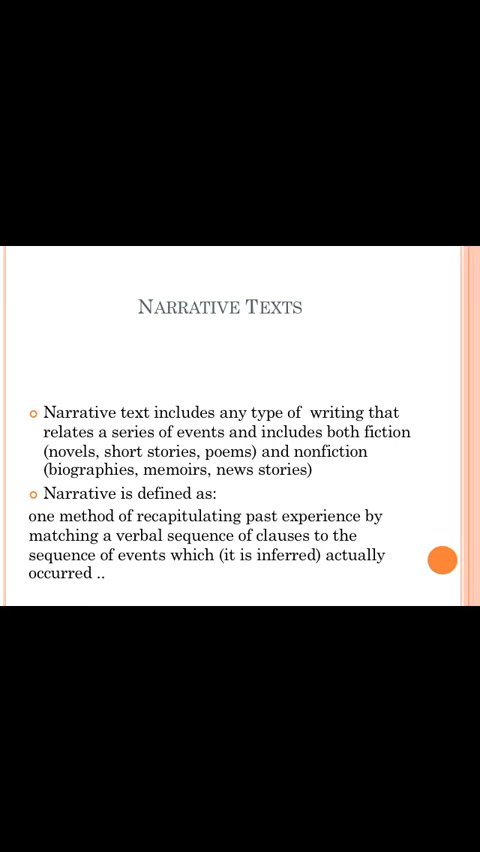 NARRATIVE TEXTS
Narrative text includes any type of writing that
relates a series of events and includes both fiction
(novels, short stories, poems) and nonfiction
(biographies, memoirs, news stories)
Narrative is defined as:
one method of recapitulating past experience by
matching a verbal sequence of clauses to the
sequence of events which (it is inferred) actually
occurred ..